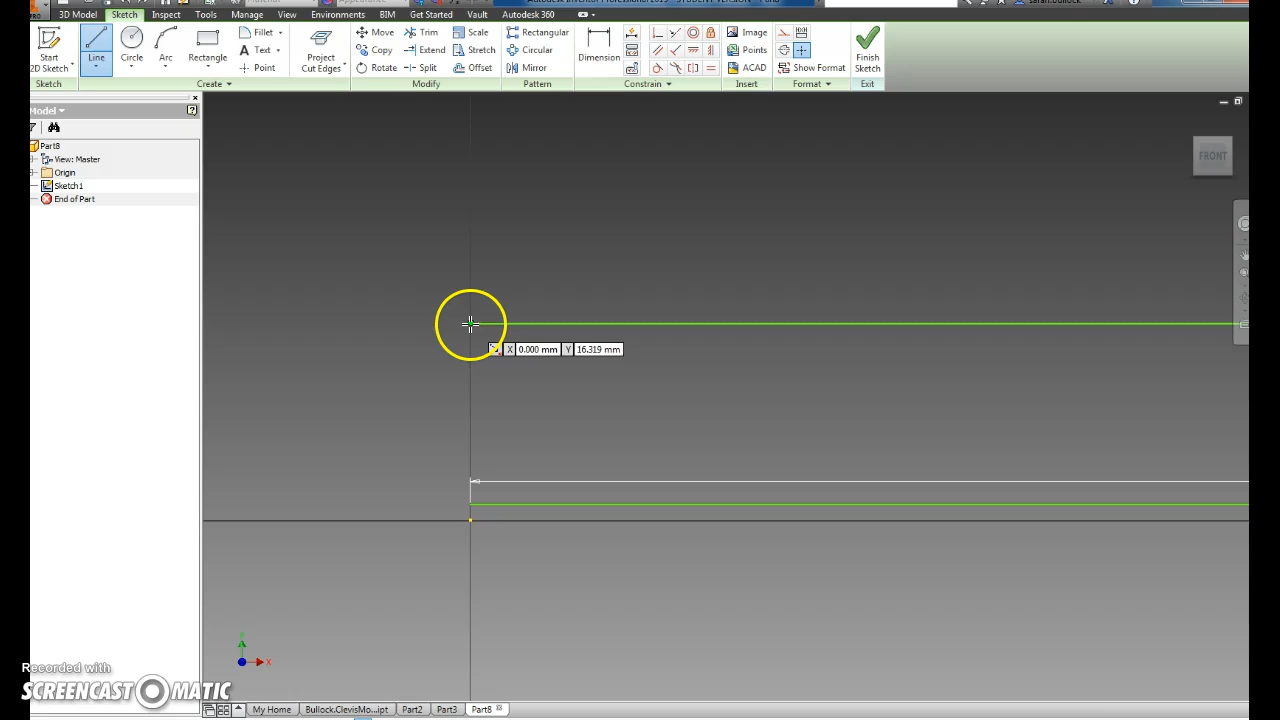 PRO
Sketch
3D Model
Inspect
Tools
Manage
View
Environments
BIM
Get Started
Vault
Autodesk 360
Start
2D Sketch
Line
Circle
Arc
Rectangle
Fillet
Text
Point
Project
Cut Edges
Move
Copy
Rotate
Trim
Extend
Split
Scale
Stretch
Offset
Rectangular
Circular
Mirror
Dimension
Image
Points
ACAD
Show Format
Finish
Sketch
Sketch
Create
Modify
Pattern
Constrain
Insert
Format
Exit
Model
Part8
View: Master
Origin
Sketch1
End of Part
FRONT
X 0.000 mm Y 16.319 mm
X
Recorded with
SCREENCAST MATIC
My Home
Bullock.ClevisMo...ipt
Part2
Part3
Part8